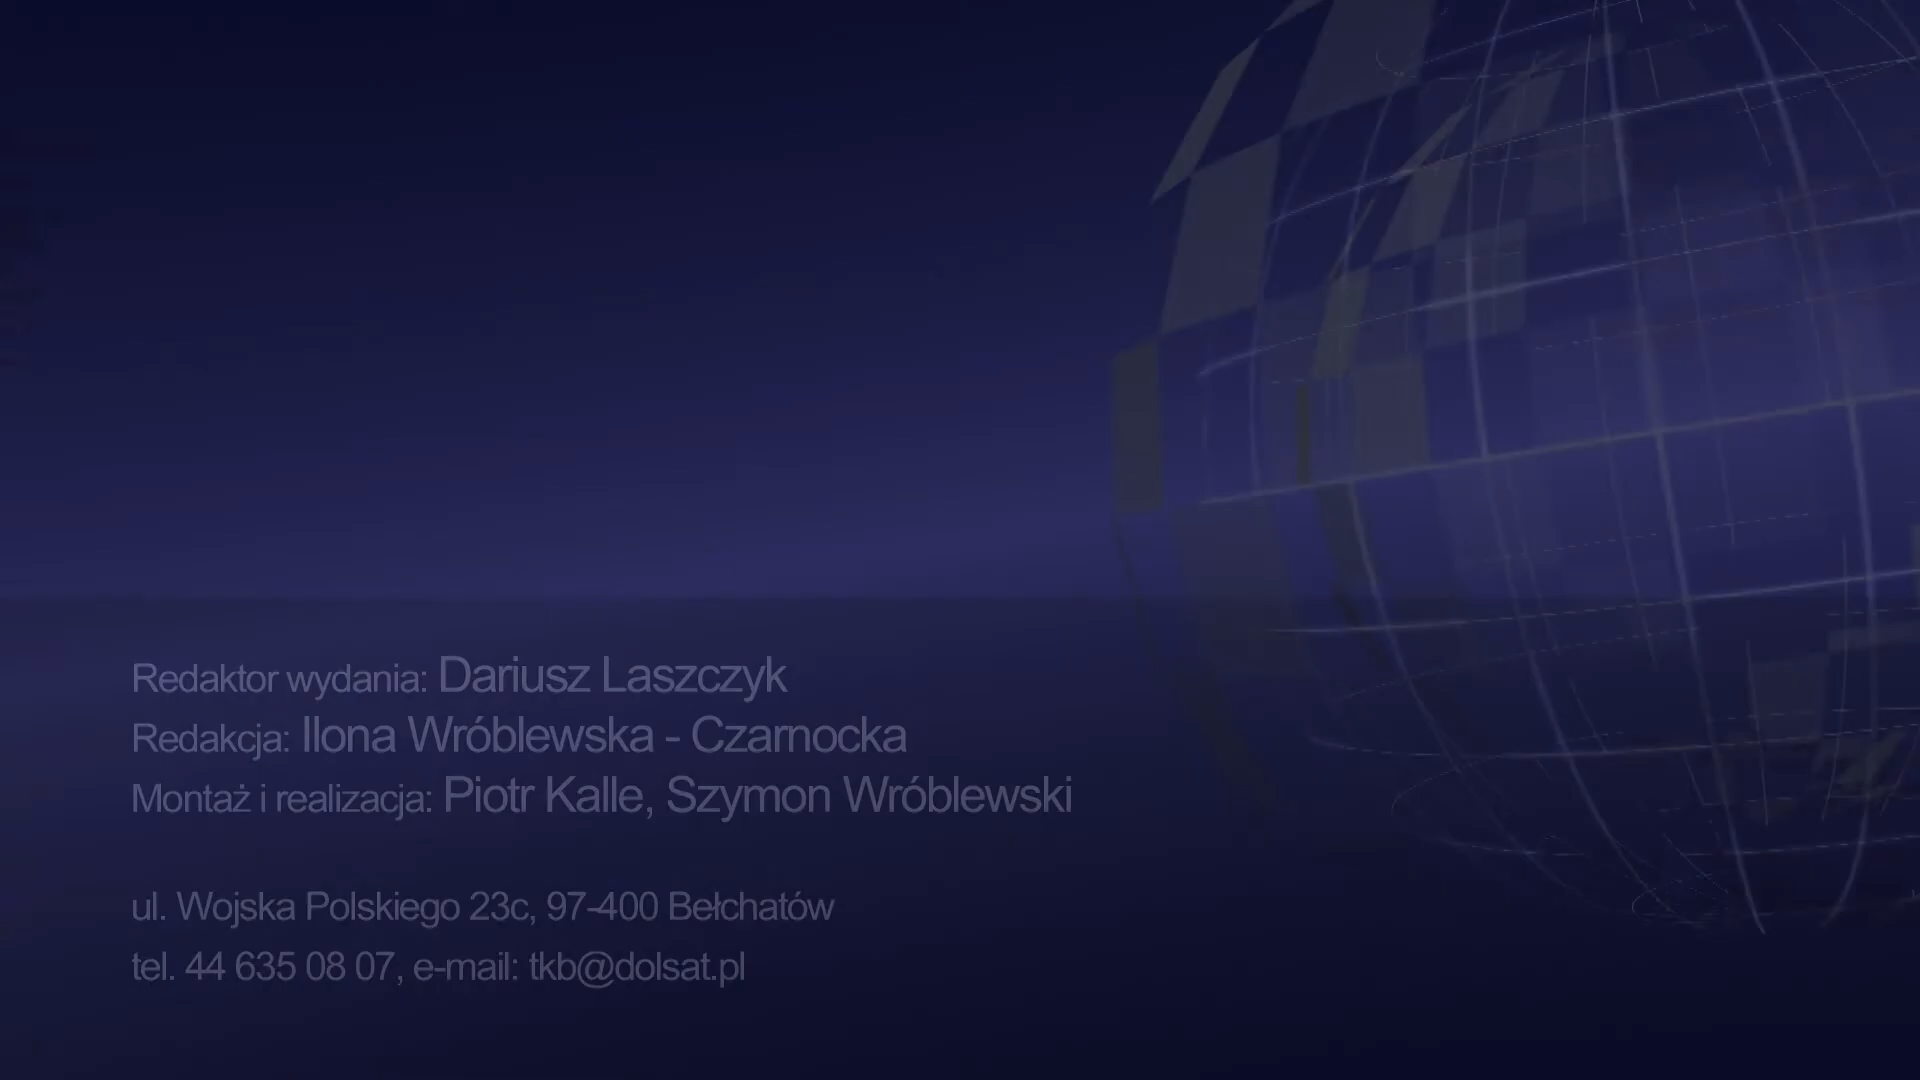 Redaktor wydania: Dariusz Laszczyk
Redakcja: Ilona Wróblewska - Czarnocka
Montaż i realizacja: Piotr Kalle, Szymon Wróblewski
ul. Wojska Polskiego 23c, 97-400 Bełchatów
tel. 44 635 08 07, e-mail: tkb@dolsat.pl